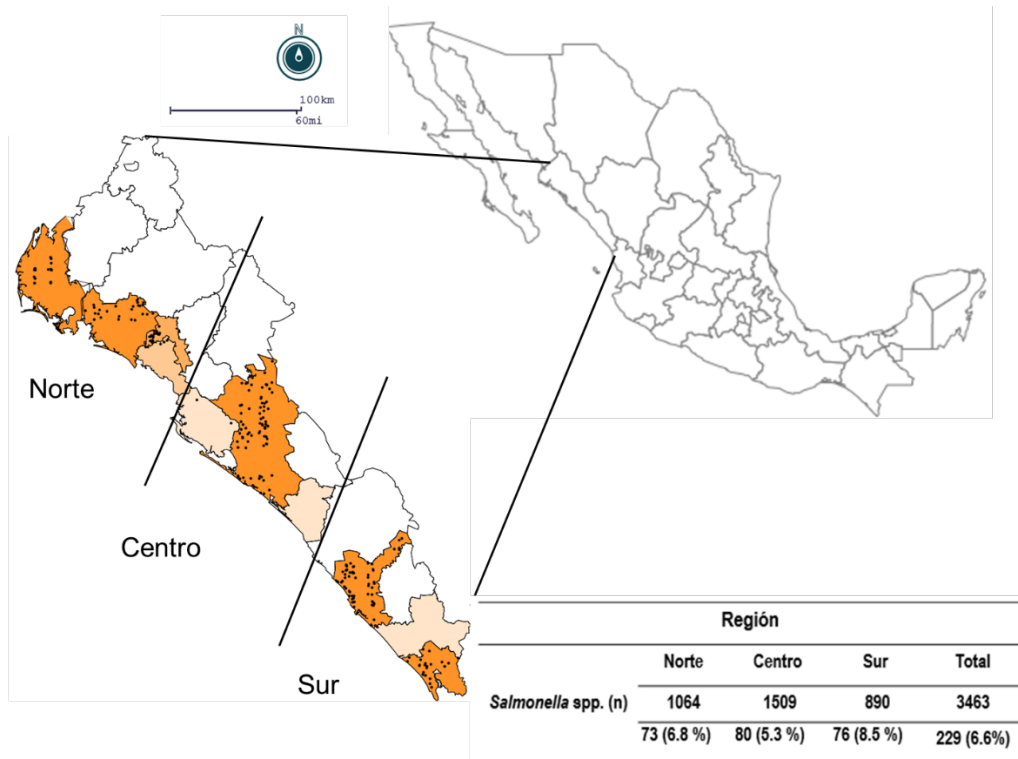 N
100km
60mi
Norte
Centro
Sur
Región
Norte Centro Sur Total
Salmonella spp. (n) 1064 1509 890 3463
73 (6.8 %) 80 (5.3 %) 76 (8.5 %) 229 (6.6%)